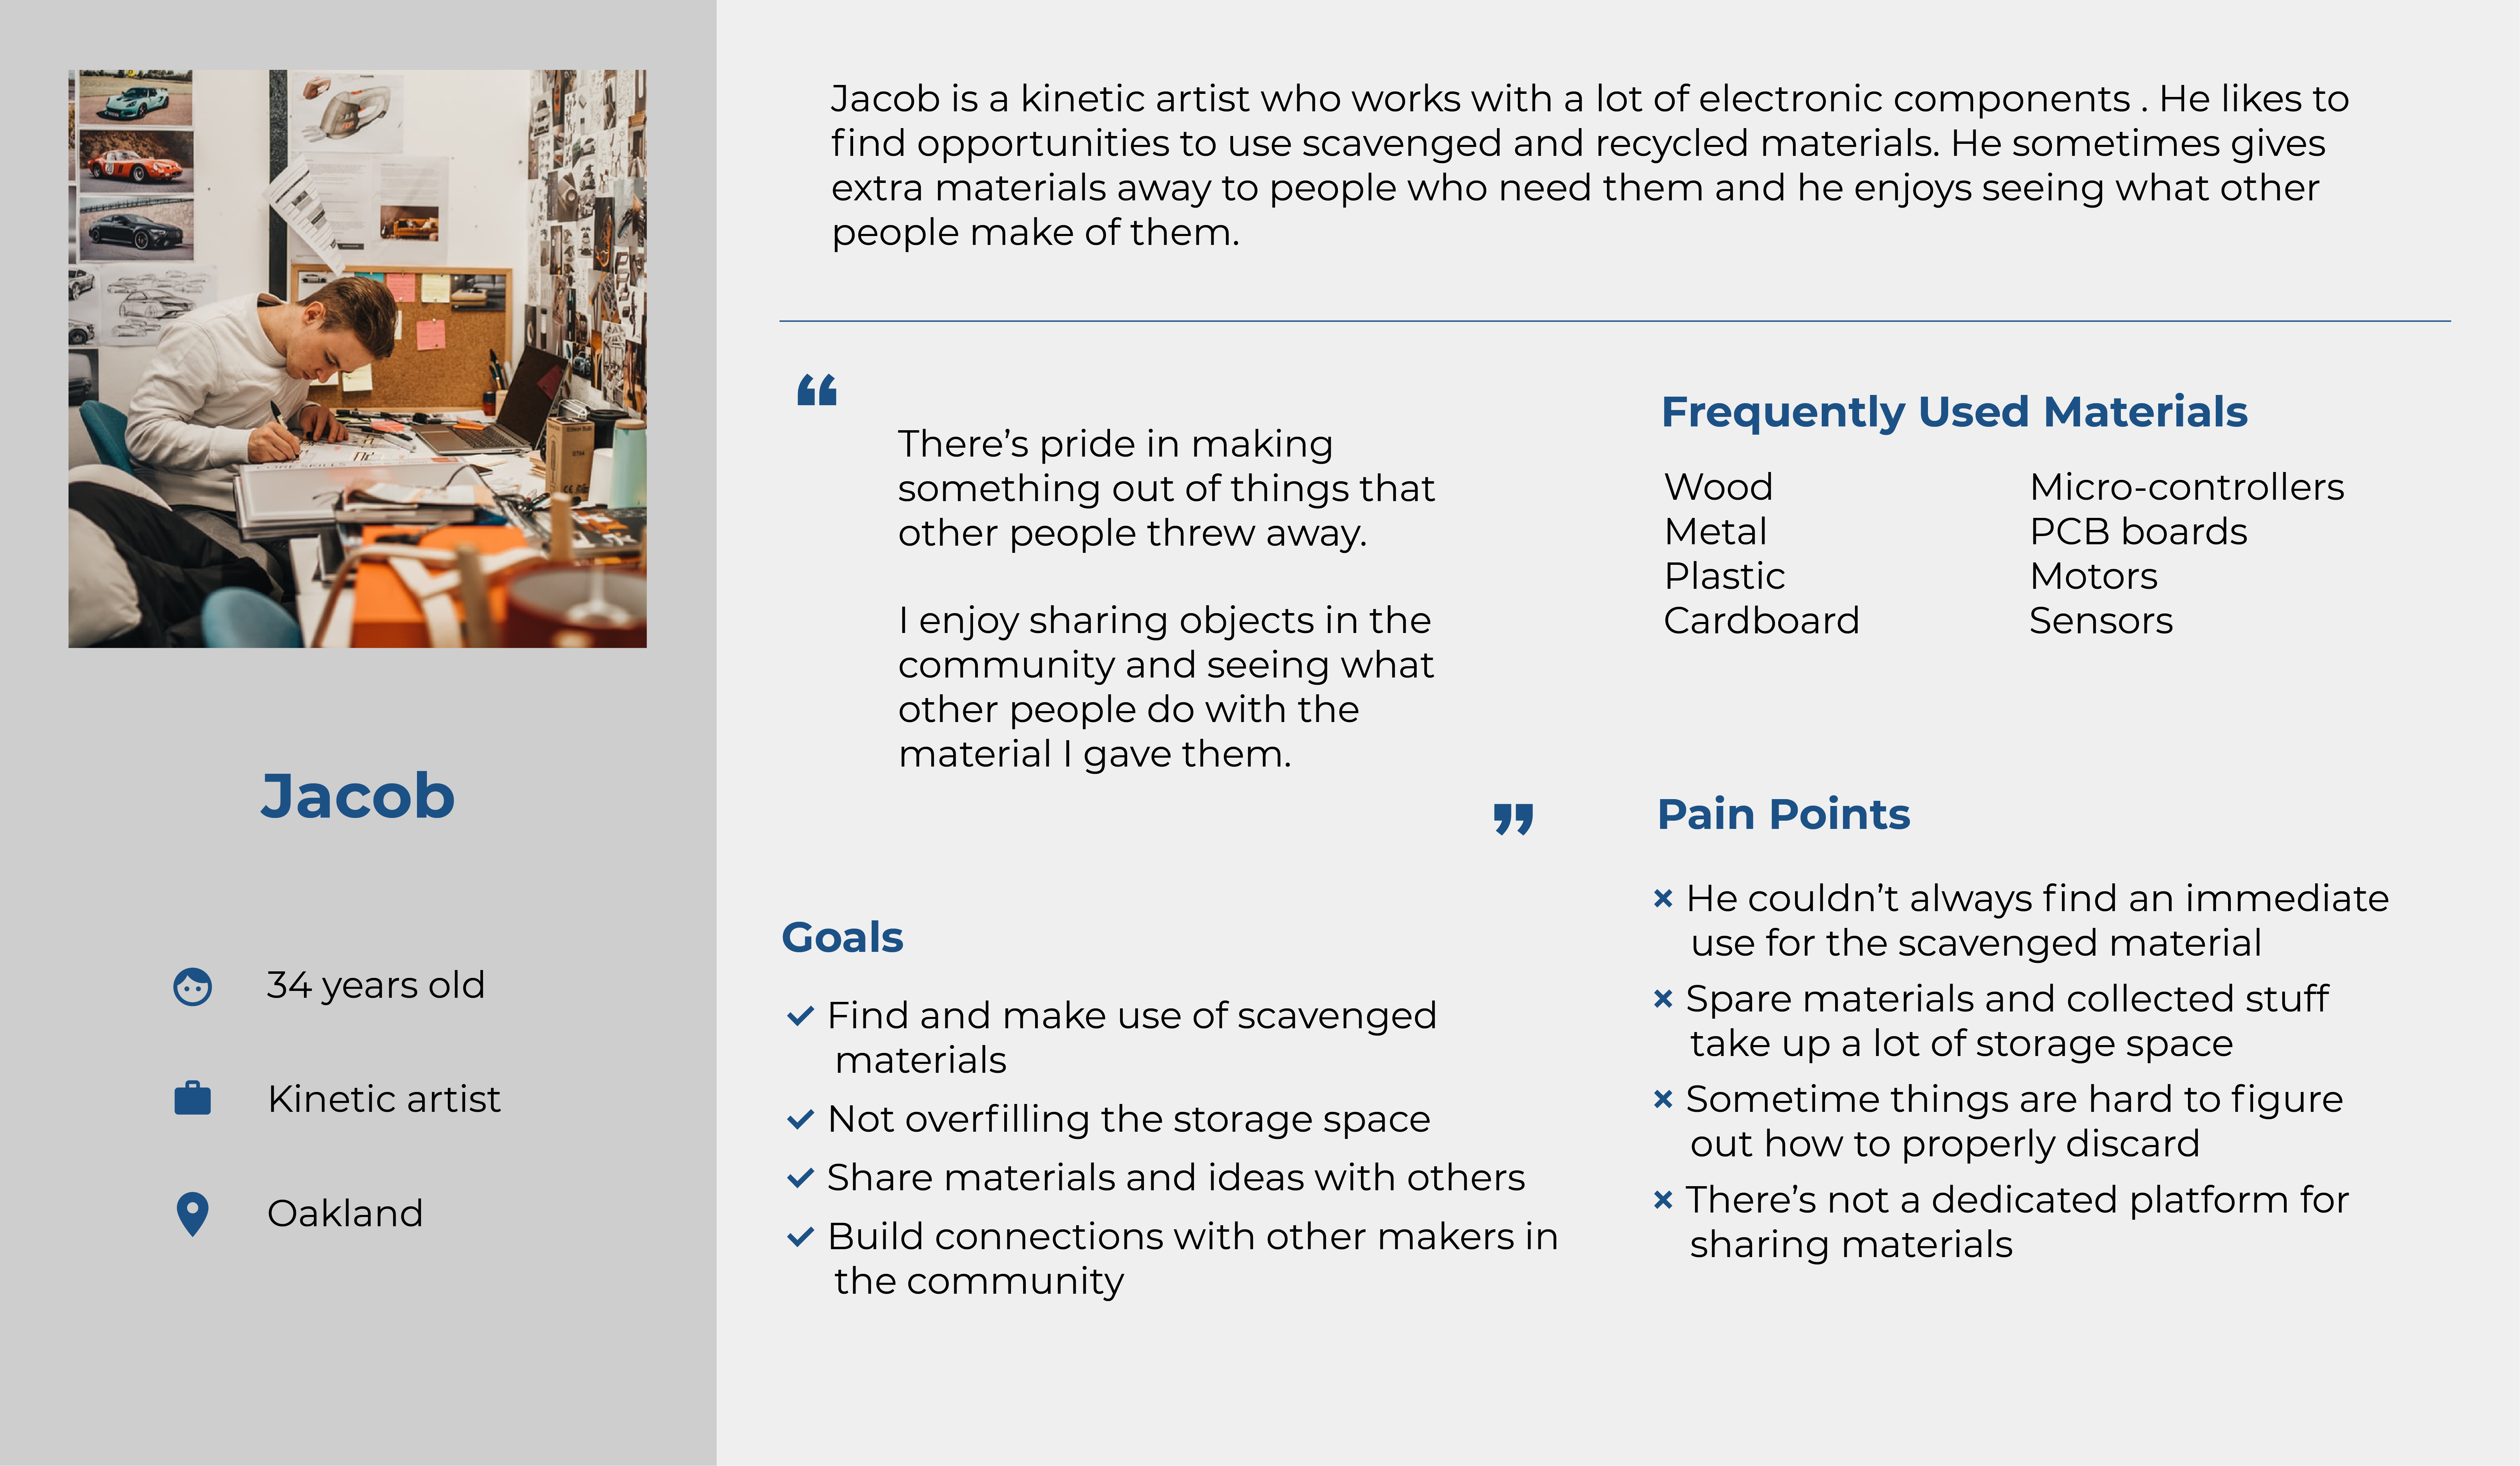 Jacob
34 years old
Kinetic artist
Oakland
Jacob is a kinetic artist who works with a lot of electronic components . He likes to
find opportunities to use scavenged and recycled materials. He sometimes gives
extra materials away to people who need them and he enjoys seeing what other
people make of them.
“
There’s pride in making
something out of things that
other people threw away.
I enjoy sharing objects in the
community and seeing what
other people do with the
material I gave them.
”
Goals
Find and make use of scavenged
materials
Not overfilling the storage space
Share materials and ideas with others
Build connections with other makers in
the community
Frequently Used Materials
Wood
Metal
Plastic
Cardboard
Micro-controllers
PCB boards
Motors
Sensors
Pain Points
He couldn’t always find an immediate
use for the scavenged material
Spare materials and collected stuff
take up a lot of storage space
Sometime things are hard to figure
out how to properly discard
There’s not a dedicated platform for
sharing materials